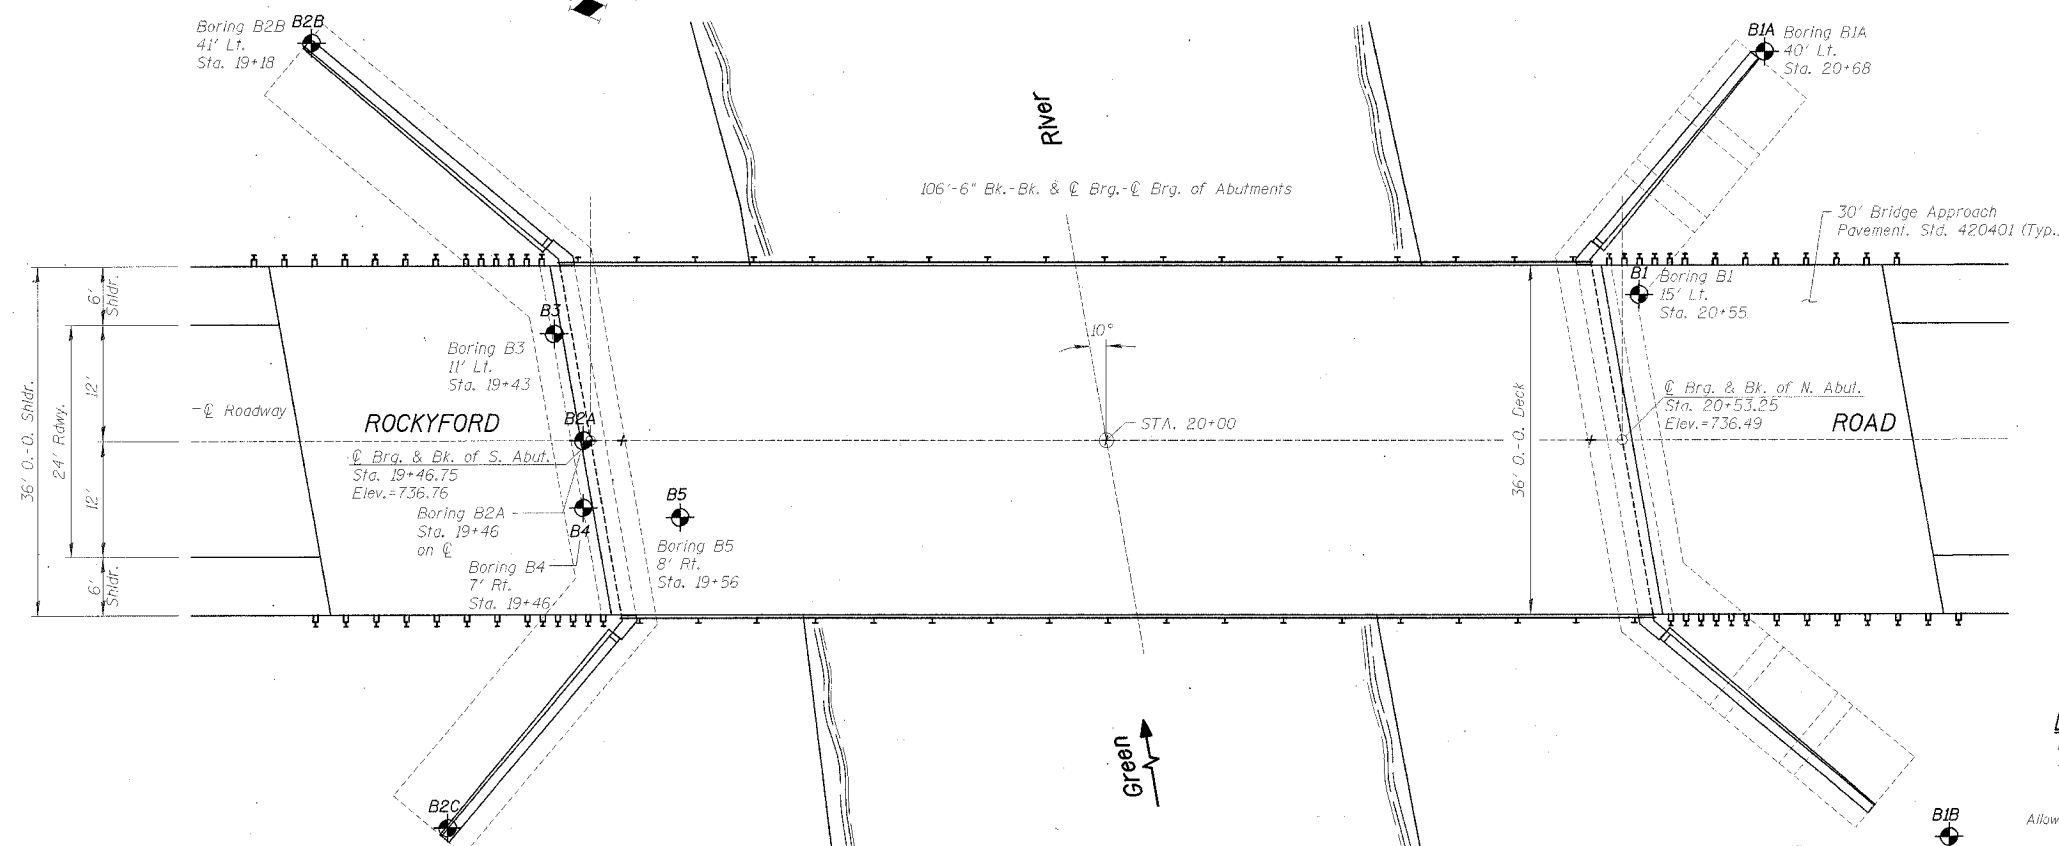 Boring B2B
41' Lt.
Sta. 19+18
B2B
B1A
Boring B1A
40' Lt.
Sta. 20+68
River
106'-6" Bk.-Bk. & ℄ Brg.-℄ Brg. of Abutments
30' Bridge Approach
Pavement. Std. 420401 (Typ.)
6'
Shldr.
B3
Boring B3
11' Lt.
Sta. 19+43
10°
B1
Boring B1
15' Lt.
Sta. 20+55
36' O.-O. Shldr.
24' Rdwy.
12'
12'
℄ Roadway
ROCKYFORD
B2A
℄ Brg. & Bk. of S. Abut.
Sta. 19+46.75
Elev.=736.76
STA. 20+00
36' O.-O. Deck
℄ Brg. & Bk. of N. Abut.
Sta. 20+53.25
Elev.=736.49
ROAD
Boring B2A
Sta. 19+46
on ℄
B4
B5
Boring B4
7' Rt.
Sta. 19+46
Boring B5
8' Rt.
Sta. 19+56
6'
Shldr.
Green
B2C
B1B
Allow